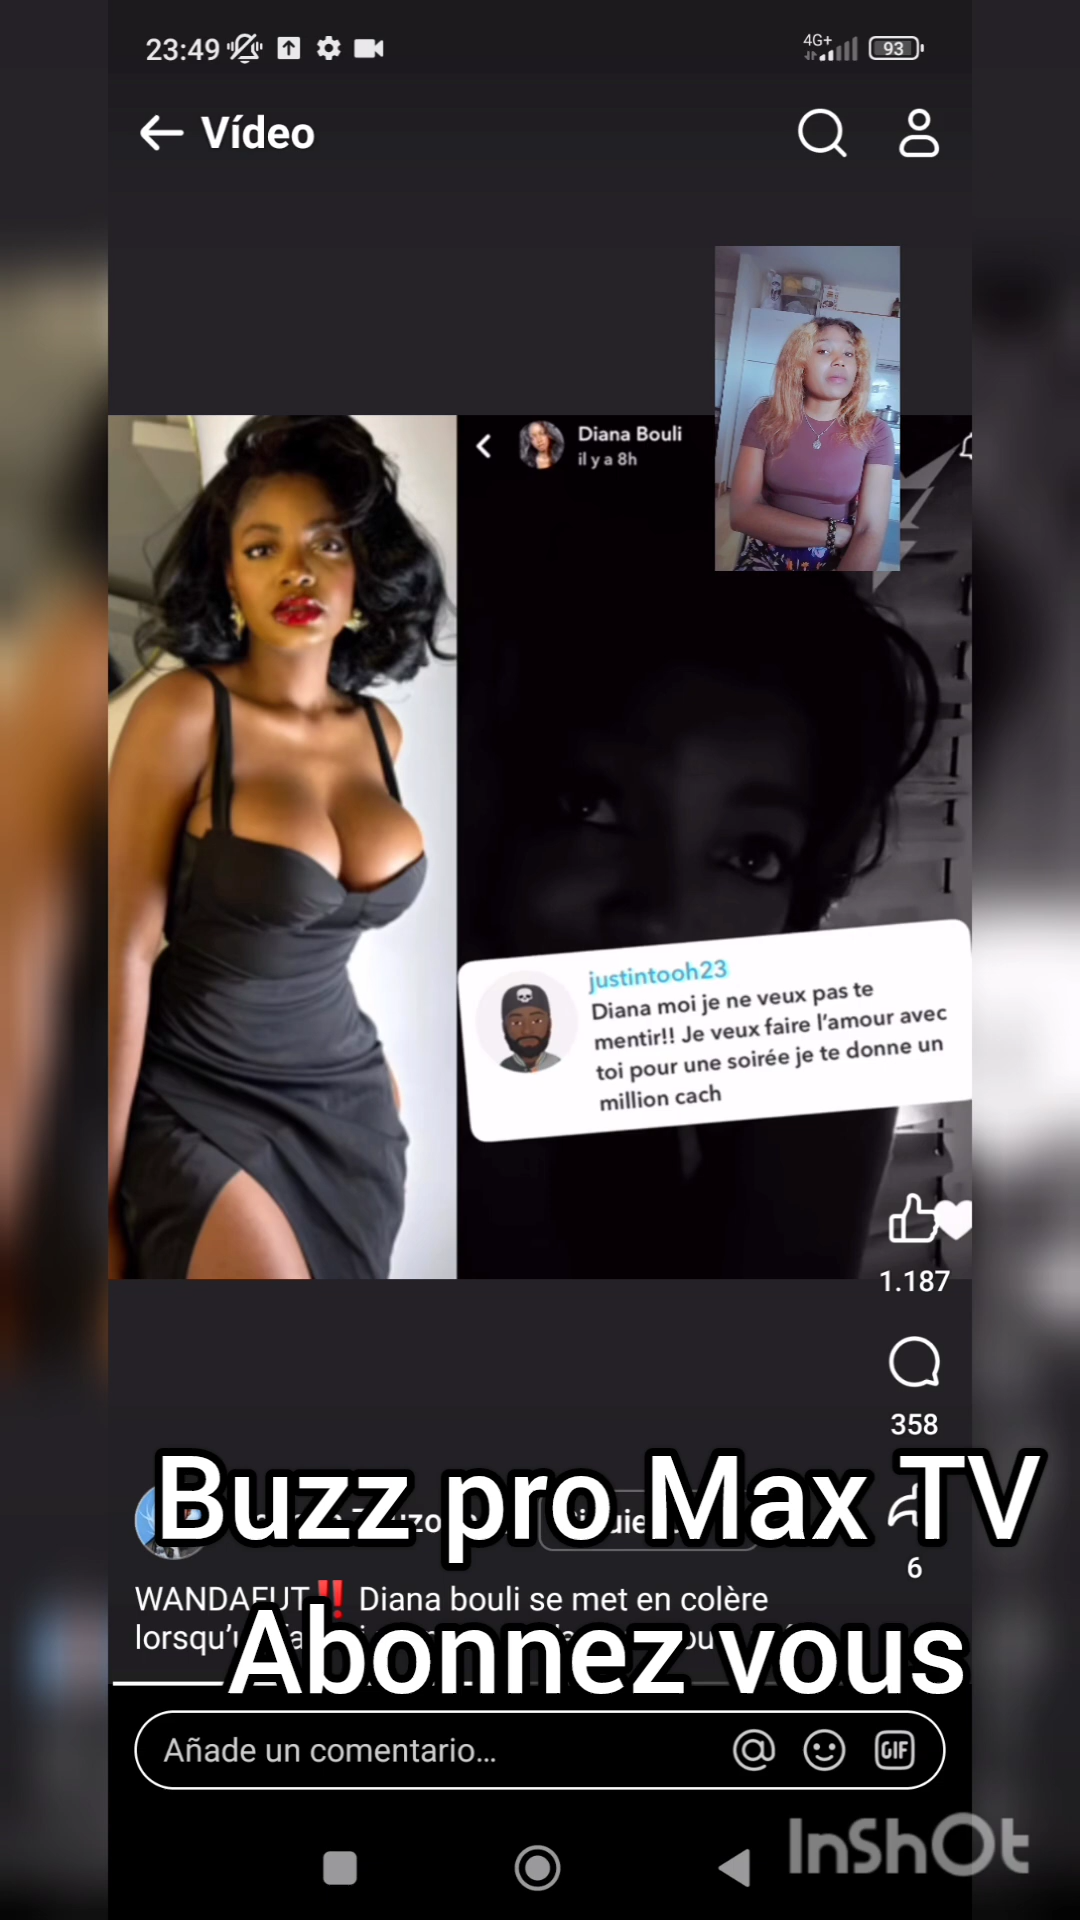 23:49
4G+
93
Vídeo
Diana Bouli
il y a 8h
justintooh23
Diana moi je ne veux pas te
mentir!! Je veux faire l'amour avec
toi pour une soirée je te donne un
million cach
1.187
358
Buzz pro Max TV
6
WANDAFUT‼️ Diana bouli se met en colère
Abonnez vous
Añade un comentario...
GIF
InShOt